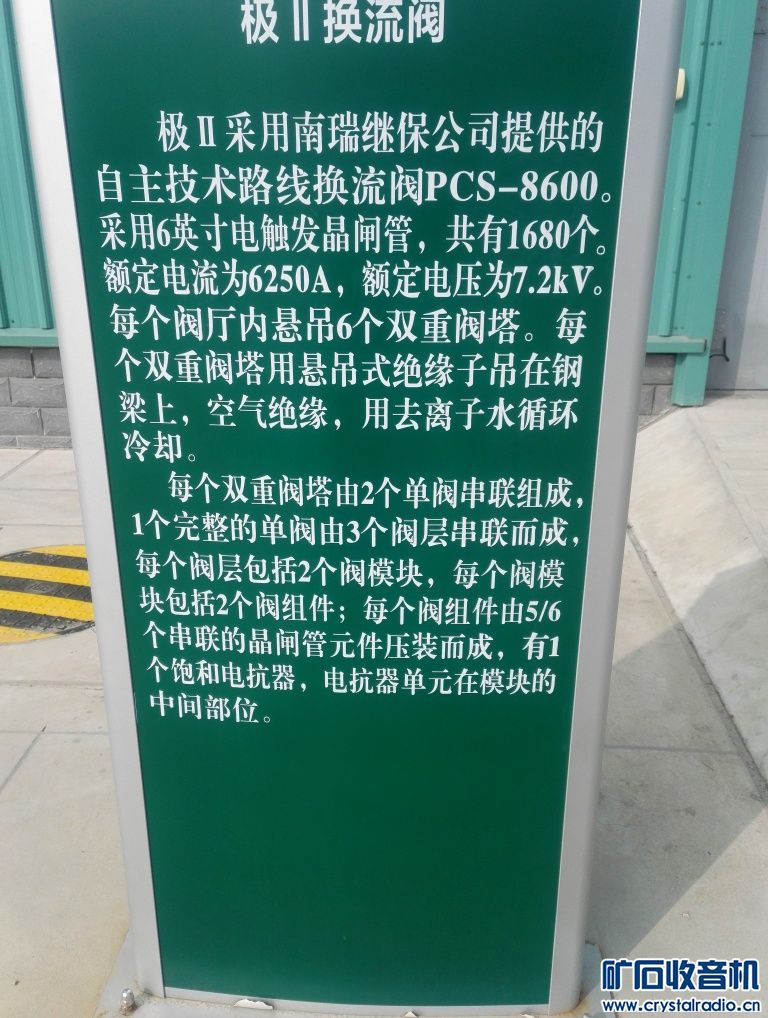 极Ⅱ换流阀
极Ⅱ采用南瑞继保公司提供的
自主技术路线换流阀PCS-8600。
采用6英寸电触发晶闸管，共有1680个。
额定电流为6250A，额定电压为7.2kV。
每个阀厅内悬吊6个双重阀塔。每
个双重阀塔用悬吊式绝缘子吊在钢
梁上，空气绝缘，用去离子水循环
冷却。
每个双重阀塔由2个单阀串联组成，
1个完整的单阀由3个阀层串联而成，
每个阀层包括2个阀模块，每个阀模
块包括2个阀组件；每个阀组件由5/6
个串联的晶闸管元件压装而成，有1
个饱和电抗器，电抗器单元在模块的
中间部位。
矿石收音机
www.crystalradio.cn